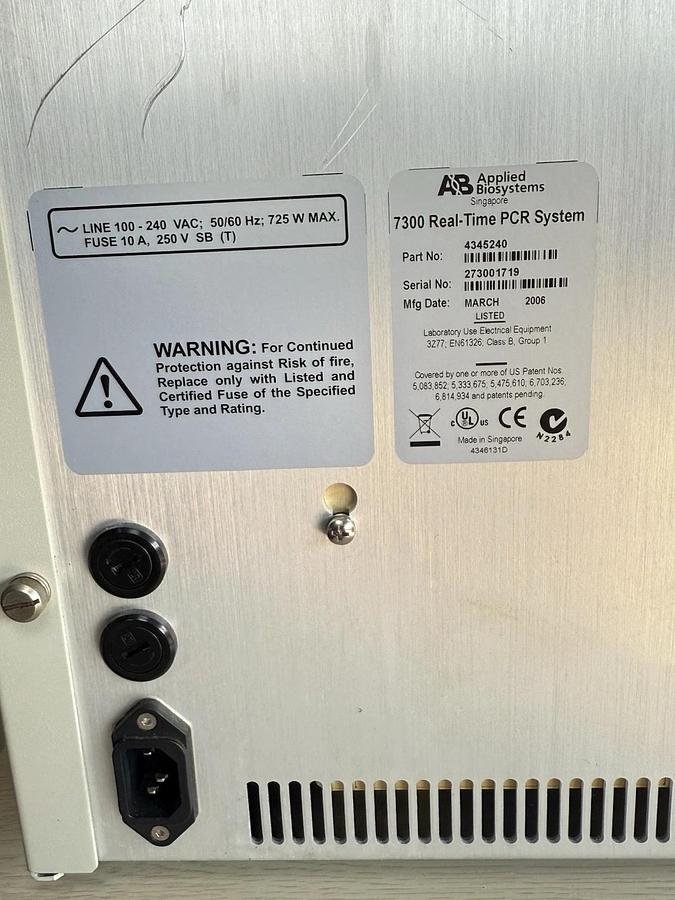 LINE 100 - 240 VAC; 50/60 Hz; 725 W MAX.
FUSE 10 A, 250 V SB (T)
WARNING: For Continued
Protection against Risk of fire,
Replace only with Listed and
Certified Fuse of the Specified
Type and Rating.
AB Applied
Biosystems
Singapore
7300 Real-Time PCR System
Part No: 4345240
Serial No: 273001719
Mfg Date: MARCH 2006
LISTED
Laboratory Use Electrical Equipment
3Z77; EN61326; Class B, Group 1
Covered by one or more of US Patent Nos.
5,083,852; 5,333,675; 5,475,610; 6,703,236;
6,814,934 and patents pending.
C UL US CE
N2284
Made in Singapore
4346131D